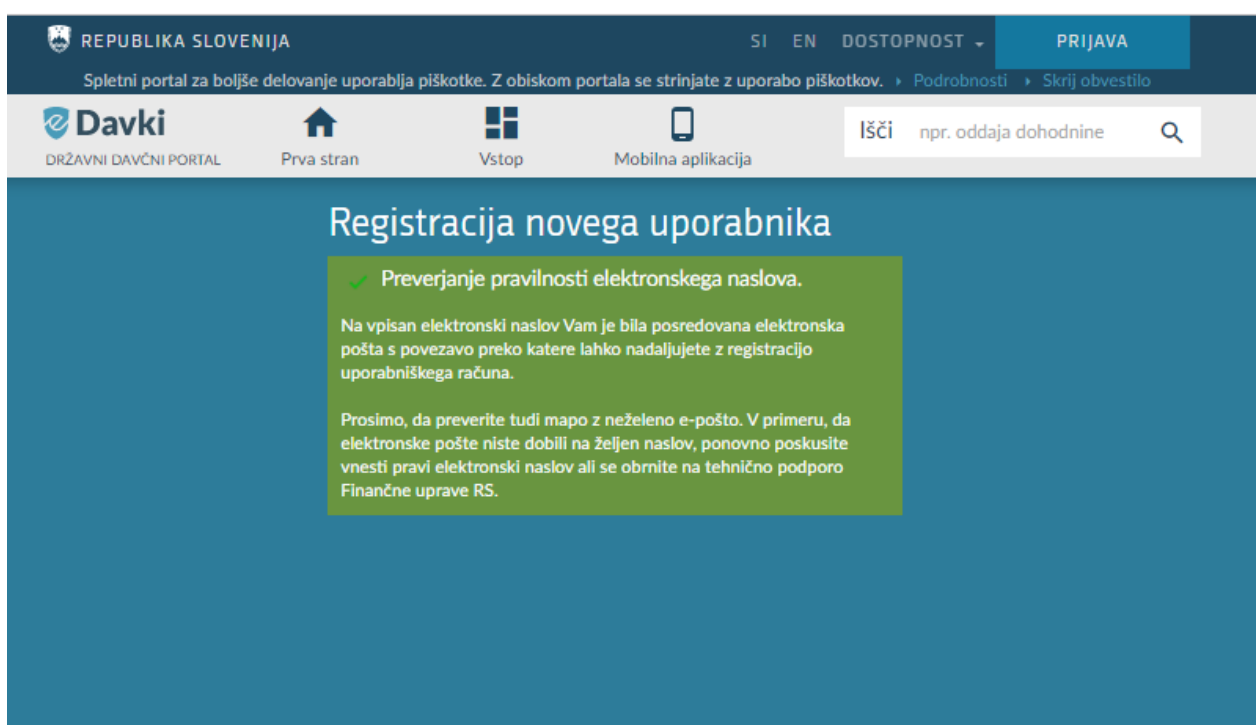 REPUBLIKA SLOVENIJA
SI EN DOSTOPNOST PRIJAVA
Spletni portal za boljše delovanje uporablja piškotke. Z obiskom portala se strinjate z uporabo piškotkov. Podrobnosti Skrij obvestilo
Davki
DRŽAVNI DAVČNI PORTAL
Prva stran
Vstop
Mobilna aplikacija
Išči npr. oddaja dohodnine
Registracija novega uporabnika
Preverjanje pravilnosti elektronskega naslova.
Na vpisan elektronski naslov Vam je bila posredovana elektronska
pošta s povezavo preko katere lahko nadaljujete z registracijo
uporabniškega računa.
Prosimo, da preverite tudi mapo z neželeno e-pošto. V primeru, da
elektronske pošte niste dobili na željen naslov, ponovno poskusite
vnesti pravi elektronski naslov ali se obrnite na tehnično podporo
Finančne uprave RS.